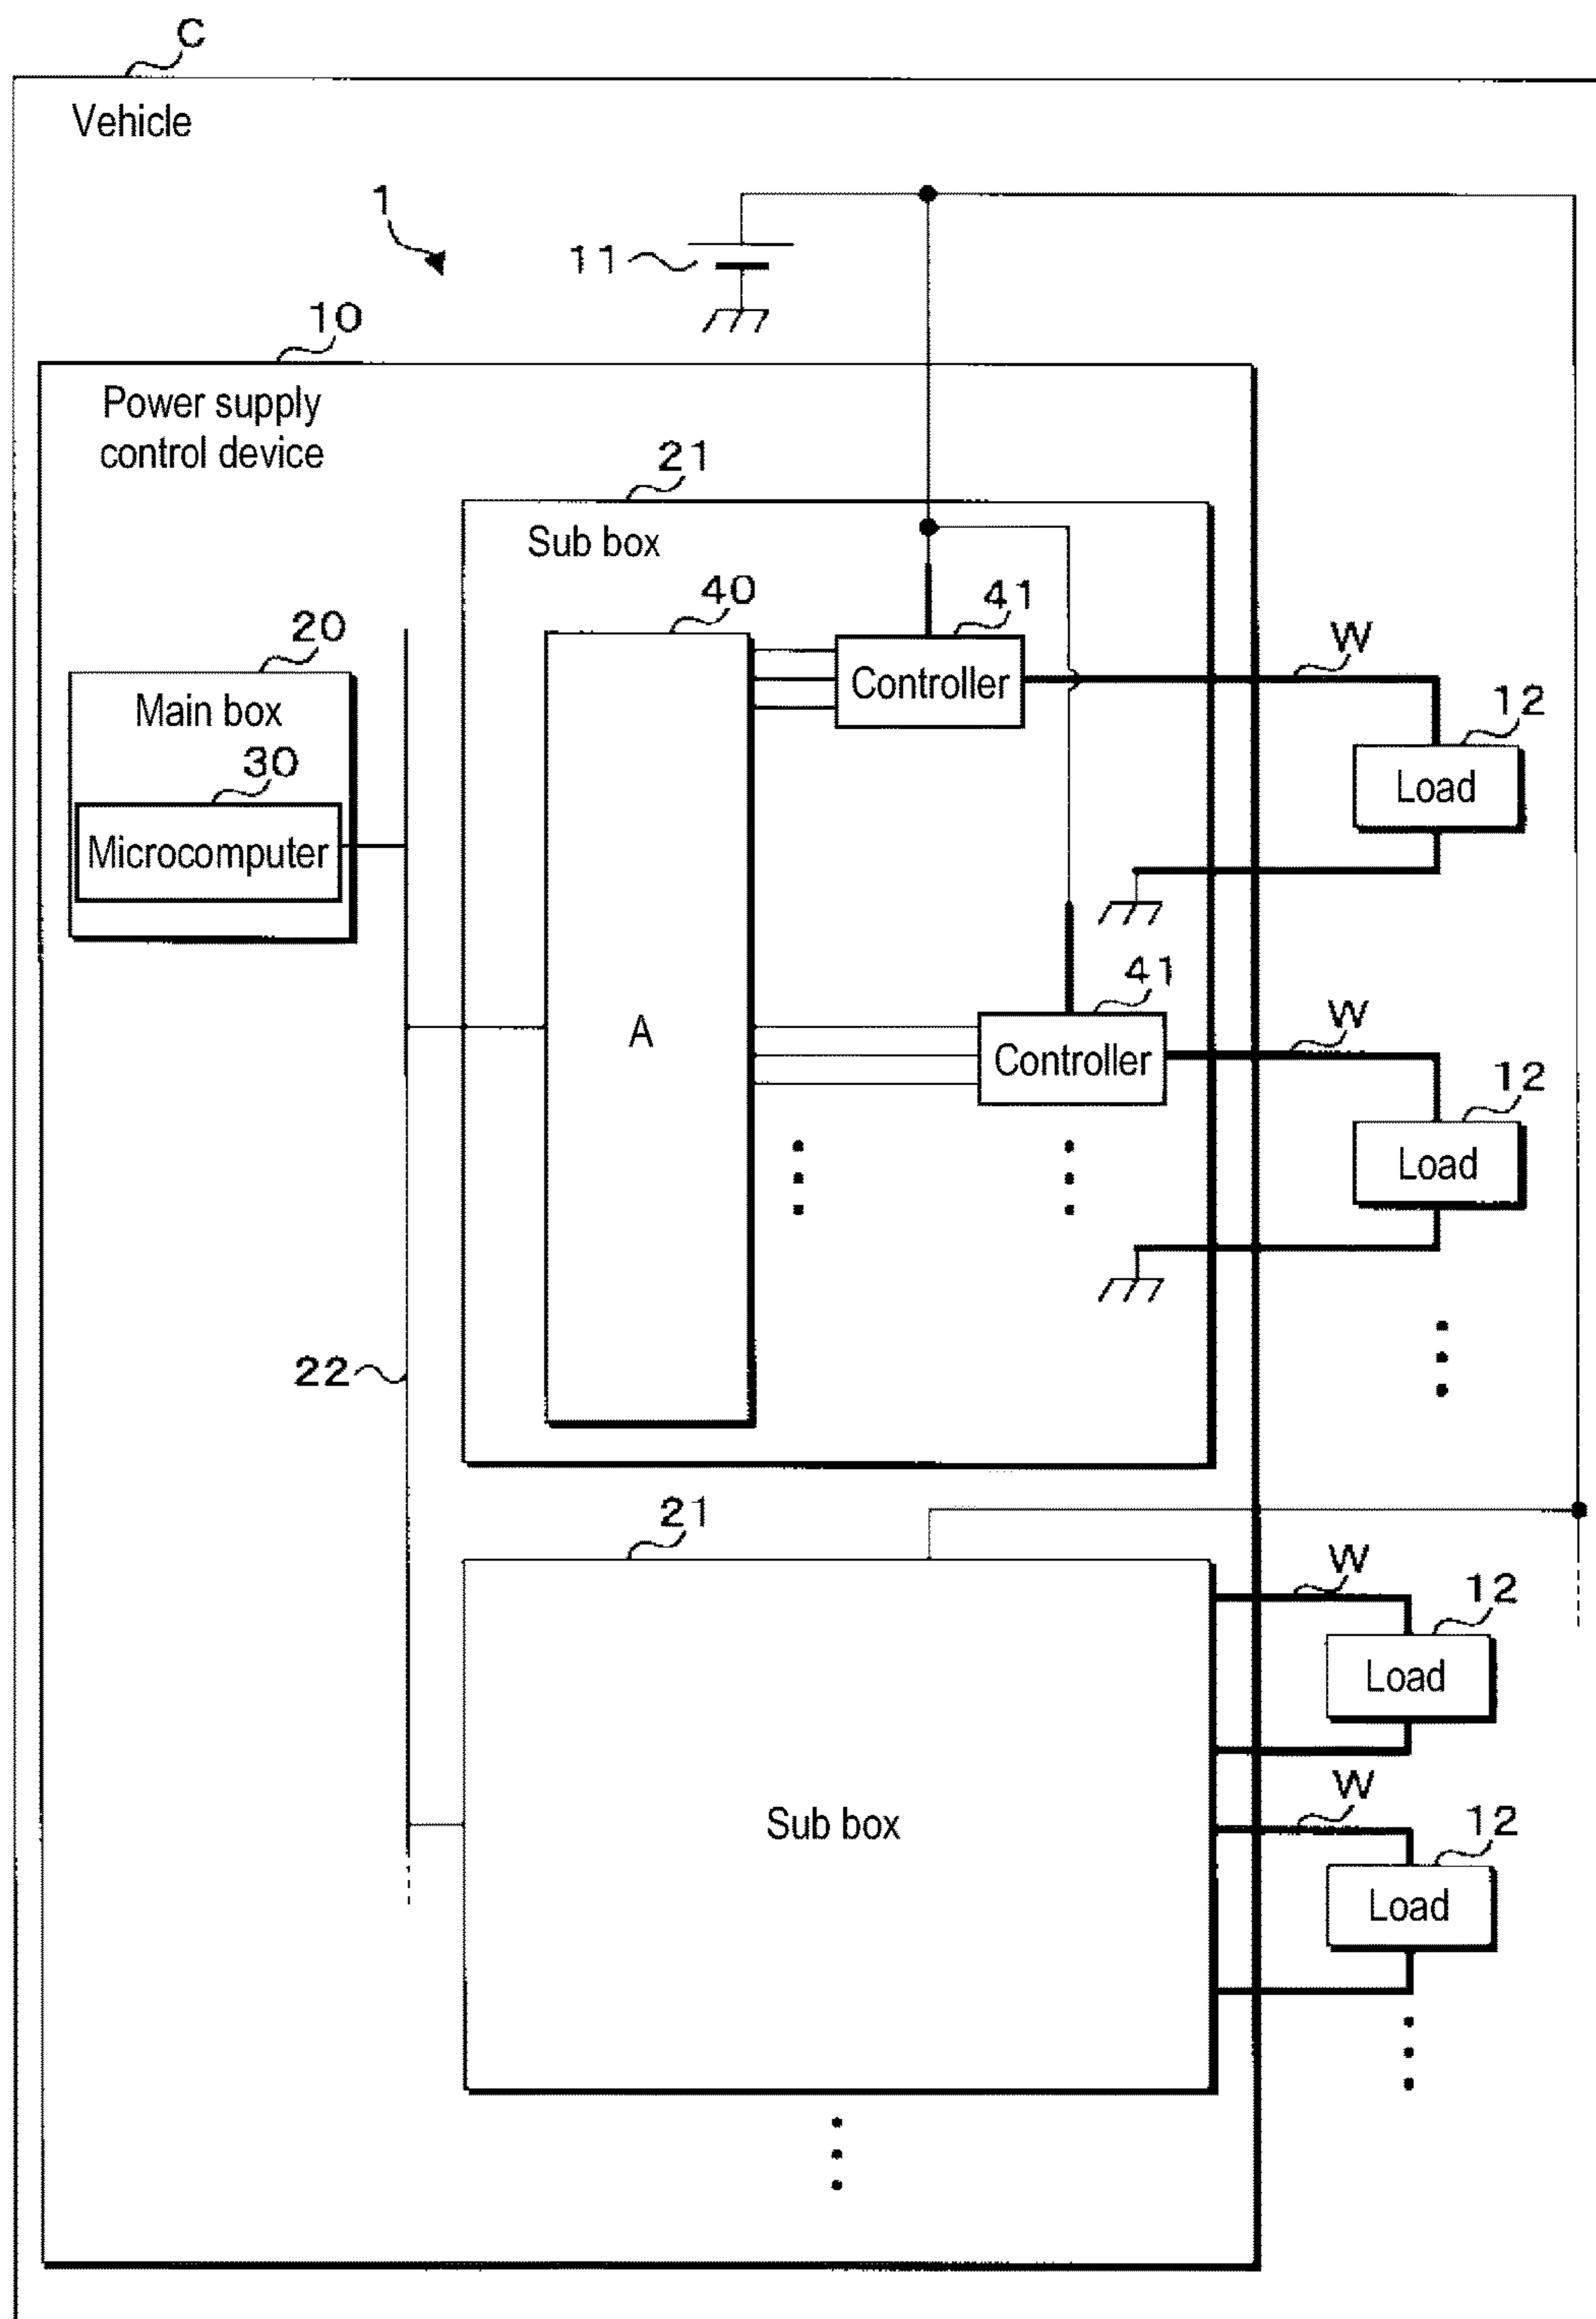 C
Vehicle
1
11
10
Power supply
control device
21
Sub box
40
41
20
W
Controller
12
Main box
30
Load
Microcomputer
41
W
A
Controller
12
Load
22
21
W
12
Load
W
Sub box
12
Load